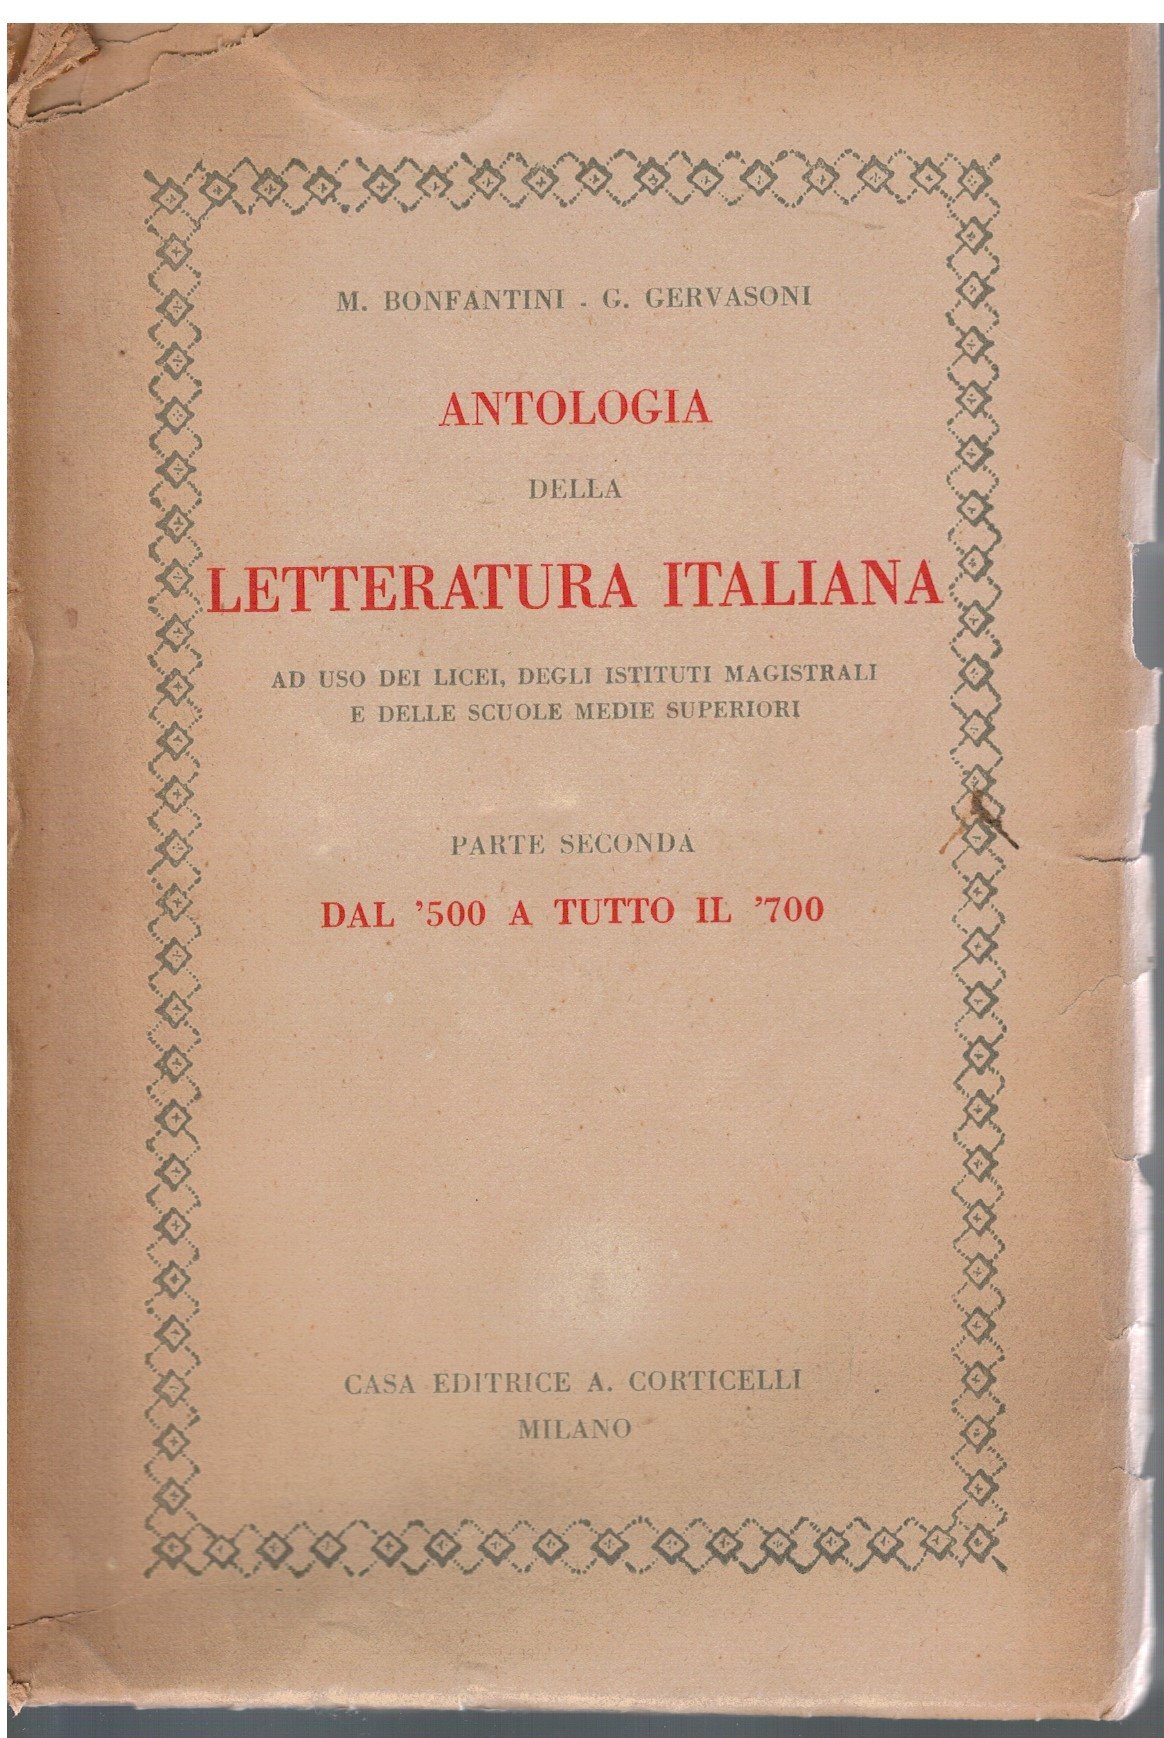 M. BONFANTINI - G. GERVASONI
ANTOLOGIA
DELLA
LETTERATURA ITALIANA
AD USO DEI LICEI, DEGLI ISTITUTI MAGISTRALI
E DELLE SCUOLE MEDIE SUPERIORI
PARTE SECONDA
DAL '500 A TUTTO IL '700
CASA EDITRICE A. CORTICELLI
MILANO